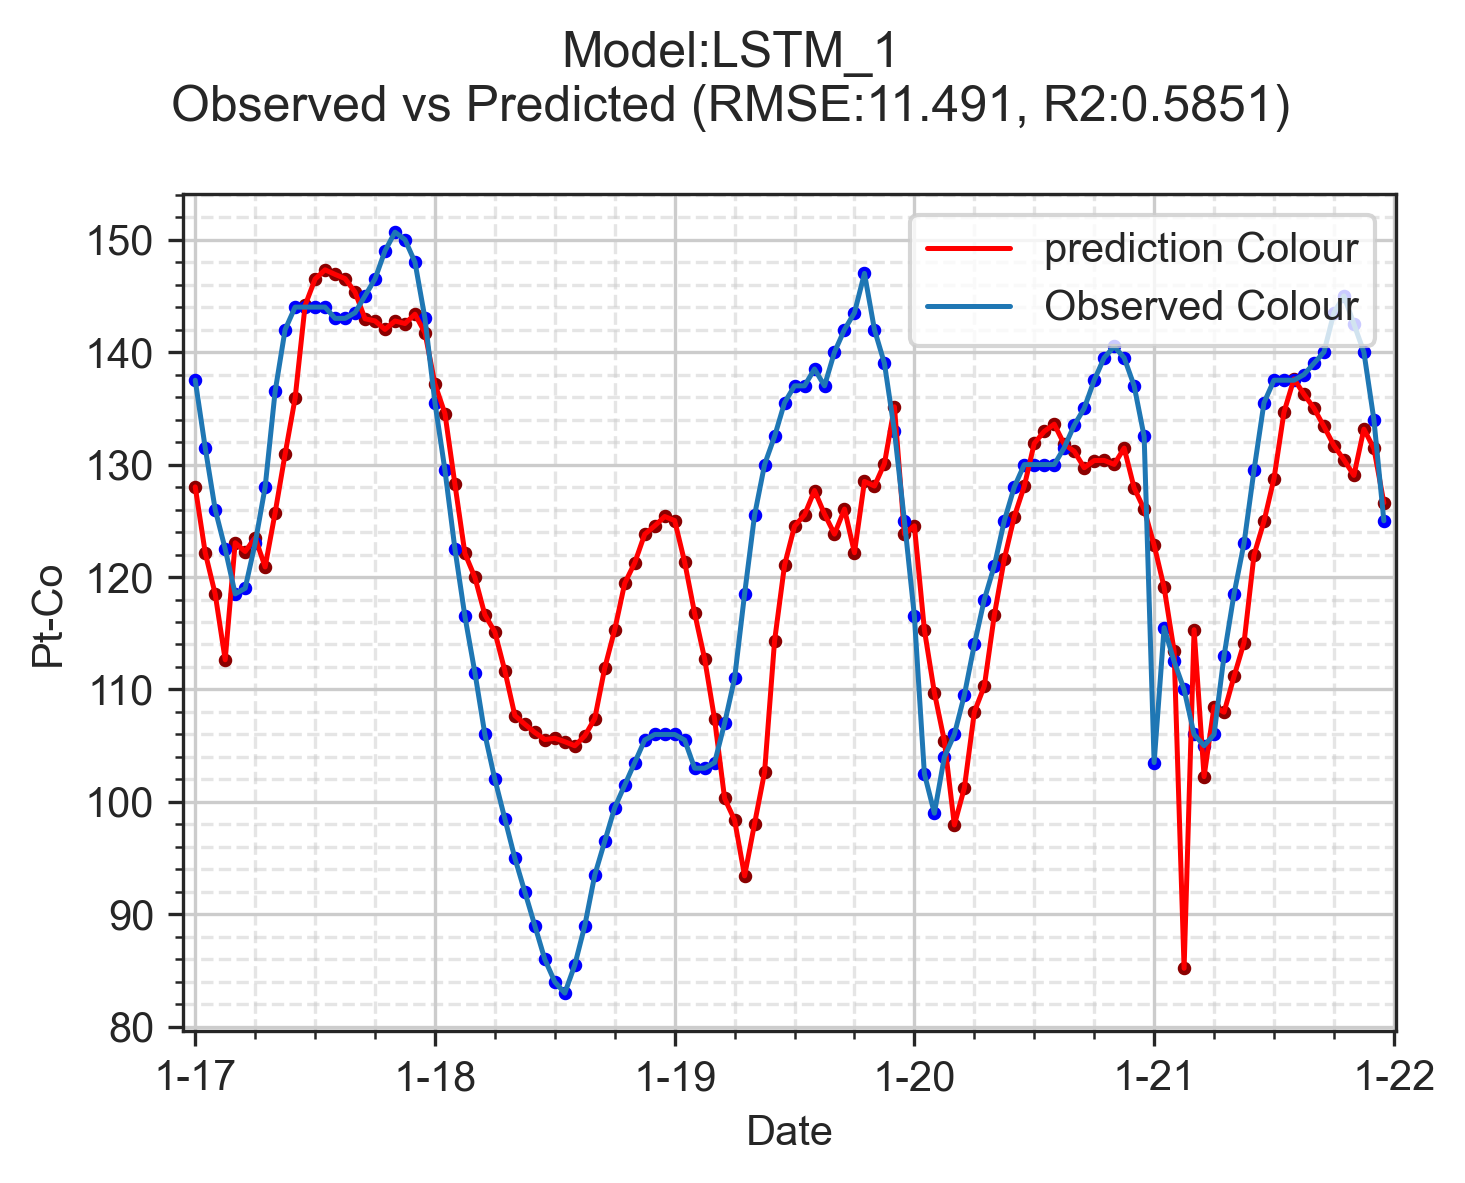 Model:LSTM_1
Observed vs Predicted (RMSE:11.491, R2:0.5851)
prediction Colour
Observed Colour
150
140
130
120
110
100
90
80
Pt-Co
1-17 1-18 1-19 1-20 1-21 1-22
Date